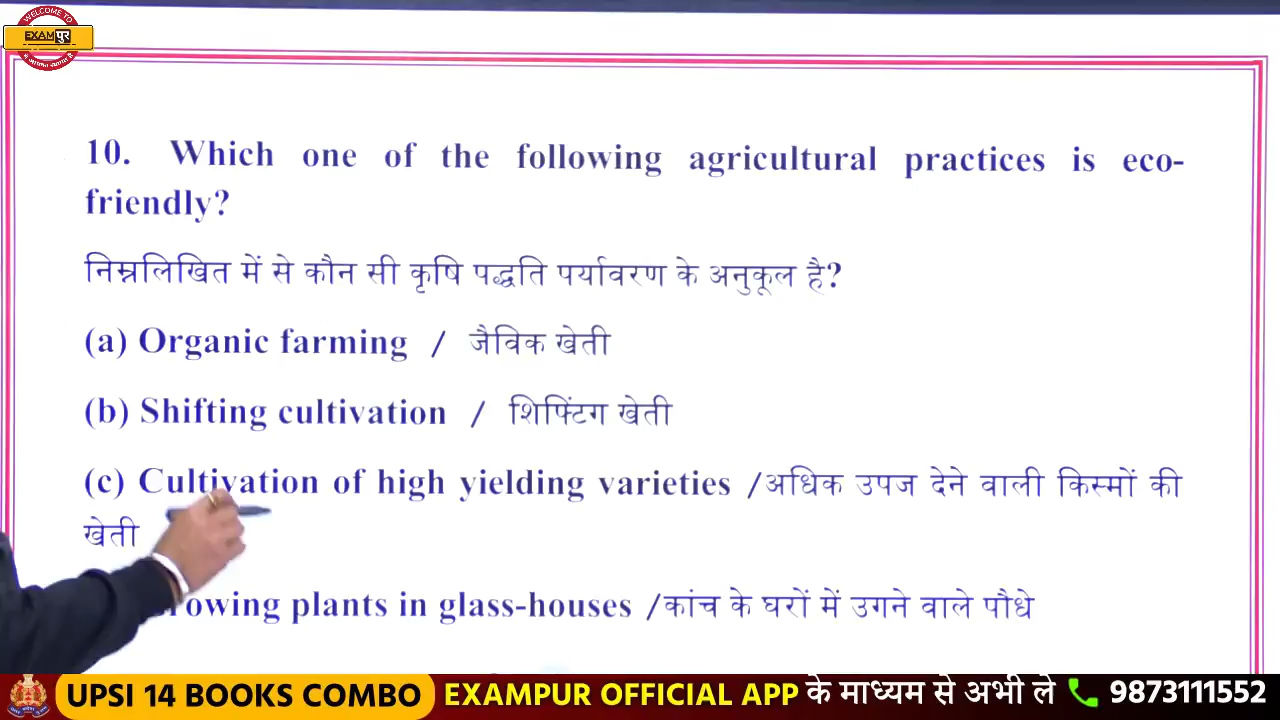 WELCOME TO
EXAMपुर
10. Which one of the following agricultural practices is eco-
friendly?
निम्नलिखित में से कौन सी कृषि पद्धति पर्यावरण के अनुकूल है?
(a) Organic farming / जैविक खेती
(b) Shifting cultivation / शिफ्टिंग खेती
(c) Cultivation of high yielding varieties /अधिक उपज देने वाली किस्मों की
खेती
plants in glass-houses /कांच के घरों में उगने वाले पौधे
UPSI 14 BOOKS COMBO EXAMPUR OFFICIAL APP के माध्यम से अभी ले 9873111552